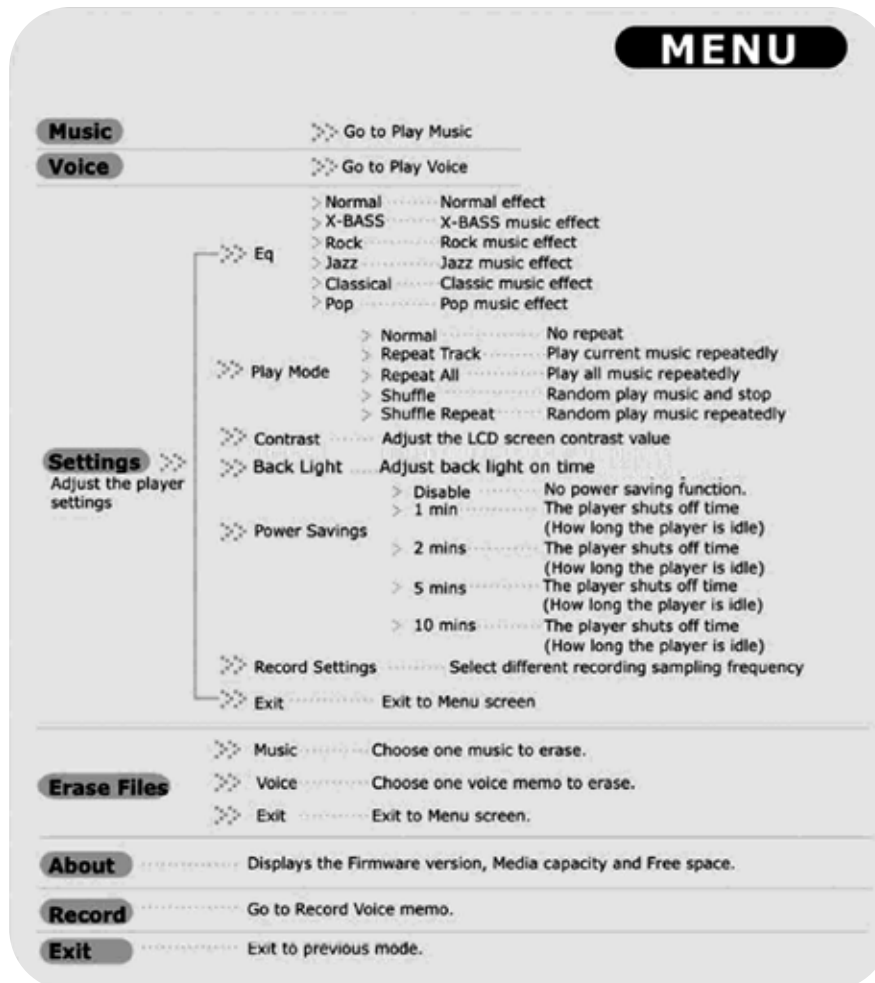 MENU
Music >> Go to Play Music
Voice >> Go to Play Voice
>> Eq
> Normal Normal effect
> X-BASS X-BASS music effect
> Rock Rock music effect
> Jazz Jazz music effect
> Classical Classic music effect
> Pop Pop music effect
>> Play Mode
> Normal No repeat
> Repeat Track Play current music repeatedly
> Repeat All Play all music repeatedly
> Shuffle Random play music and stop
> Shuffle Repeat Random play music repeatedly
>> Contrast Adjust the LCD screen contrast value
Settings >>
Adjust the player
settings
>> Back Light Adjust back light on time
>> Power Savings
> Disable No power saving function.
> 1 min The player shuts off time
(How long the player is idle)
> 2 mins The player shuts off time
(How long the player is idle)
> 5 mins The player shuts off time
(How long the player is idle)
> 10 mins The player shuts off time
(How long the player is idle)
>> Record Settings Select different recording sampling frequency
>> Exit Exit to Menu screen
Erase Files
>> Music Choose one music to erase.
>> Voice Choose one voice memo to erase.
>> Exit Exit to Menu screen.
About Displays the Firmware version, Media capacity and Free space.
Record Go to Record Voice memo.
Exit Exit to previous mode.